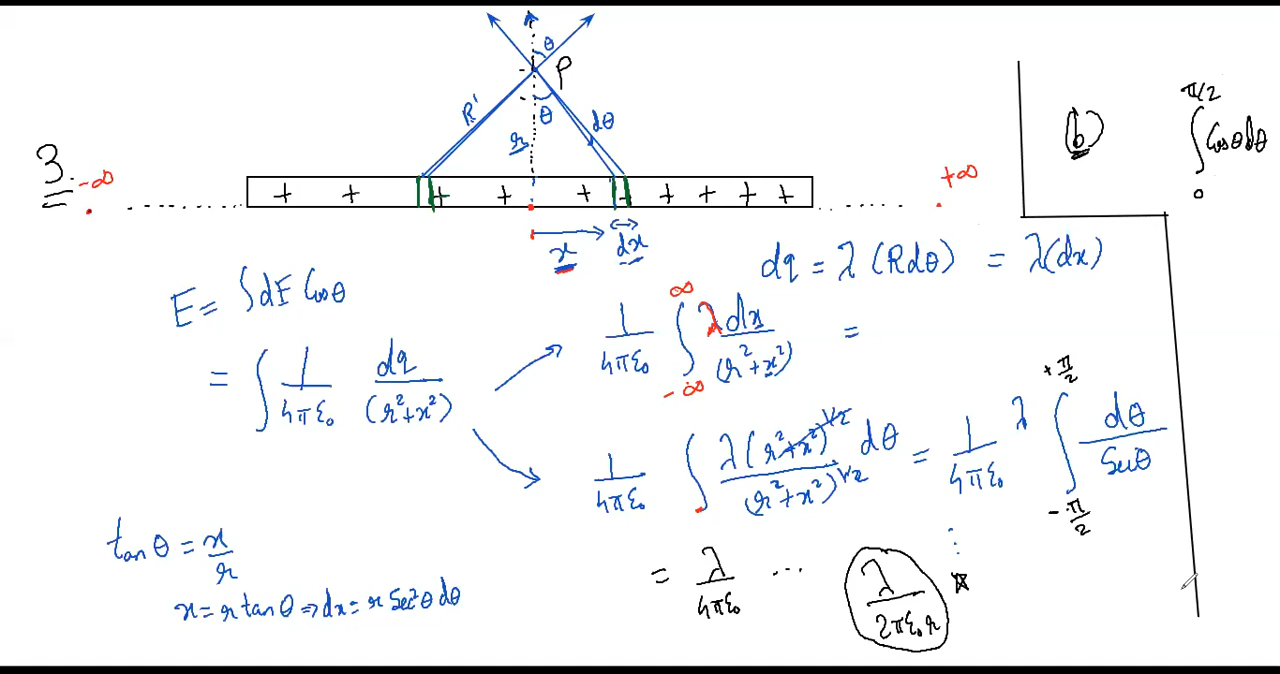 θ
P
R'
θ
dθ
r
3.
-∞
+ + + + + + + + +
+∞
x
dx
(b)
∫₀^π/2 Cosθdθ
dq = λ (Rdθ) = λ(dx)
E = ∫dE Cosθ
= ∫ 1/4πε₀ dq/(r²+x²)
1/4πε₀ ∫_-∞^∞ λdx/(r²+x²) =
1/4πε₀ ∫ λ(r²+x²)^1/2 dθ/(r²+x²)^1/2 = 1/4πε₀ λ ∫_-π/2^+π/2 dθ/Secθ
tanθ = x/r
x = r tanθ ⇒ dx = r Sec²θ dθ
= λ/4πε₀ ... λ/2πε₀r